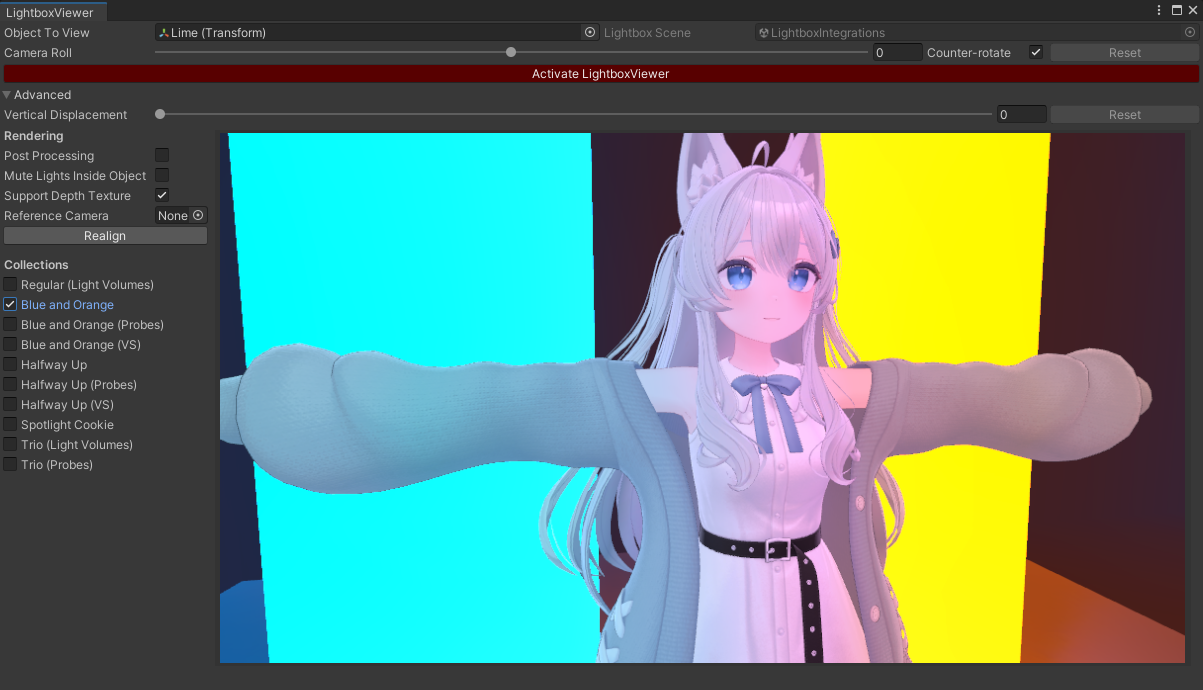 LightboxViewer
Object To View Lime (Transform) Lightbox Scene LightboxIntegrations
Camera Roll 0 Counter-rotate Reset
Activate LightboxViewer
Advanced
Vertical Displacement 0 Reset
Rendering
Post Processing
Mute Lights Inside Object
Support Depth Texture
Reference Camera None
Realign
Collections
Regular (Light Volumes)
Blue and Orange
Blue and Orange (Probes)
Blue and Orange (VS)
Halfway Up
Halfway Up (Probes)
Halfway Up (VS)
Spotlight Cookie
Trio (Light Volumes)
Trio (Probes)